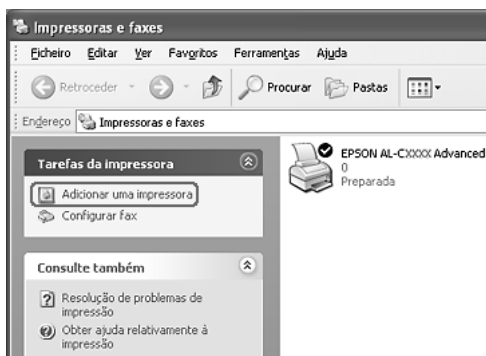 Impressoras e faxes
Ficheiro Editar Ver Favoritos Ferramentas Ajuda
Retroceder Procurar Pastas
Endereço Impressoras e faxes
Tarefas da impressora
Adicionar uma impressora
Configurar fax
Consulte também
Resolução de problemas de
impressão
Obter ajuda relativamente à
impressão
EPSON AL-CXXXX Advanced
0
Preparada